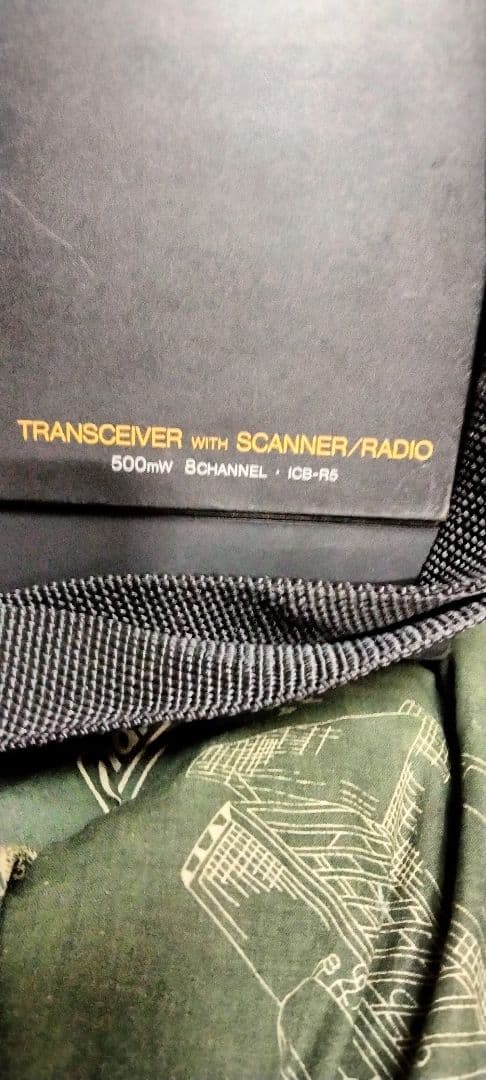 TRANSCEIVER WITH SCANNER/RADIO
500mW 8CHANNEL · ICB-R5